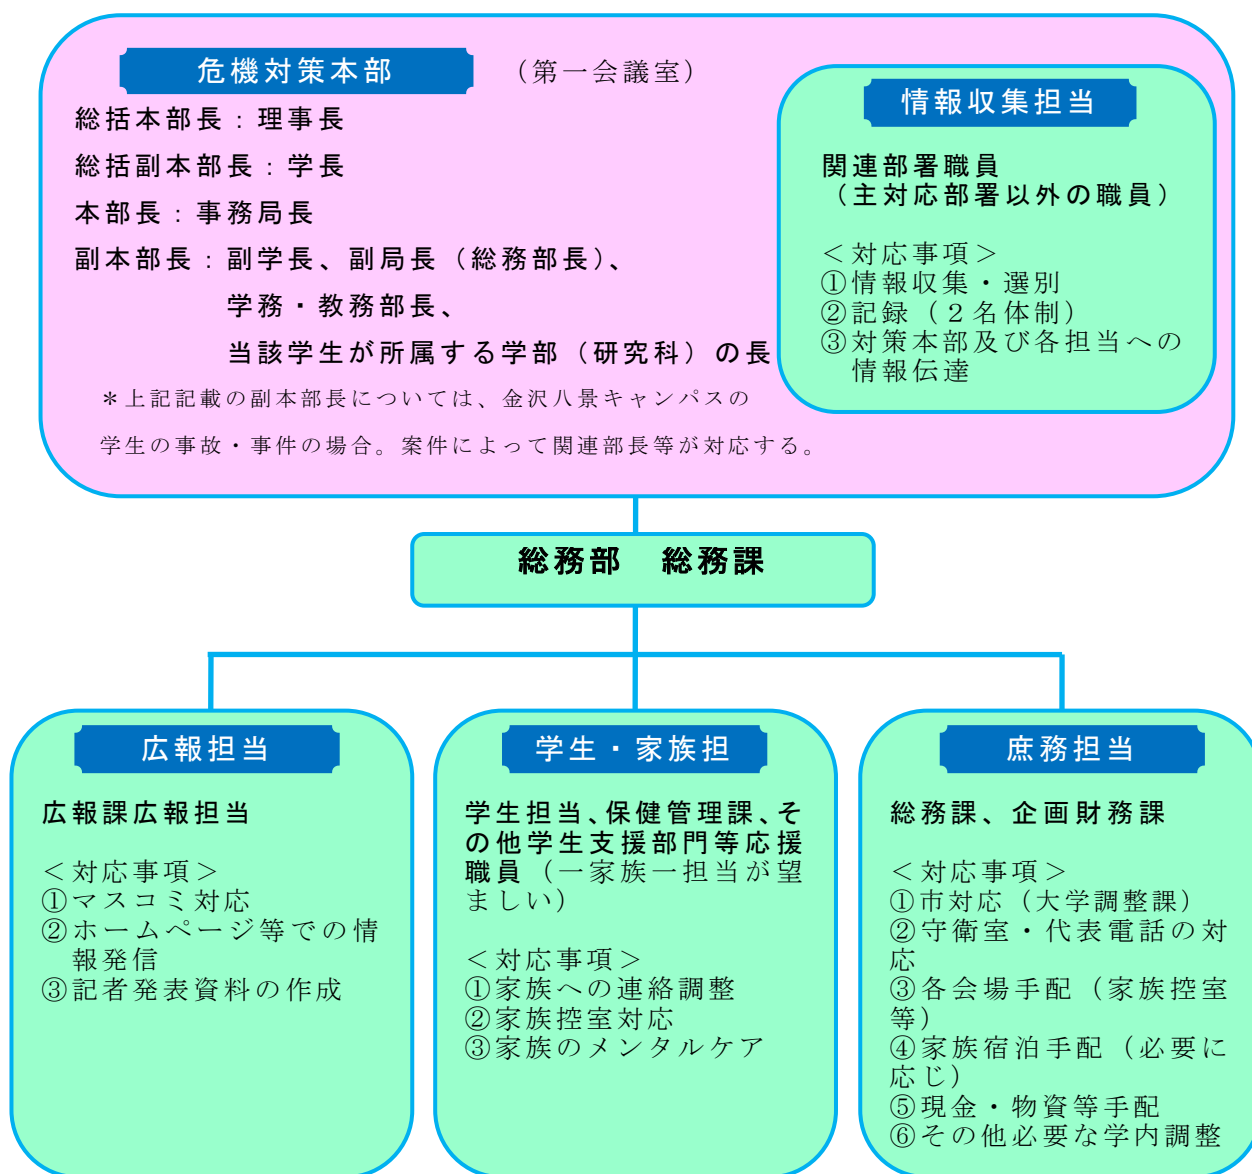 危機対策本部
（第一会議室）
総括本部長：理事長
総括副本部長：学長
本部長：事務局長
副本部長：副学長、副局長（総務部長）、
学務・教務部長、
当該学生が所属する学部（研究科）の長
＊上記記載の副本部長については、金沢八景キャンパスの
学生の事故・事件の場合。案件によって関連部長等が対応する。
情報収集担当
関連部署職員
（主対応部署以外の職員）
＜対応事項＞
①情報収集・選別
②記録（２名体制）
③対策本部及び各担当への
情報伝達
総務部　総務課
広報担当
広報課広報担当
＜対応事項＞
①マスコミ対応
②ホームページ等での情
報発信
③記者発表資料の作成
学生・家族担
学生担当、保健管理課、そ
の他学生支援部門等応援
職員（一家族一担当が望
ましい）
＜対応事項＞
①家族への連絡調整
②家族控室対応
③家族のメンタルケア
庶務担当
総務課、企画財務課
＜対応事項＞
①市対応（大学調整課）
②守衛室・代表電話の対
応
③各会場手配（家族控室
等）
④家族宿泊手配（必要に
応じ）
⑤現金・物資等手配
⑥その他必要な学内調整